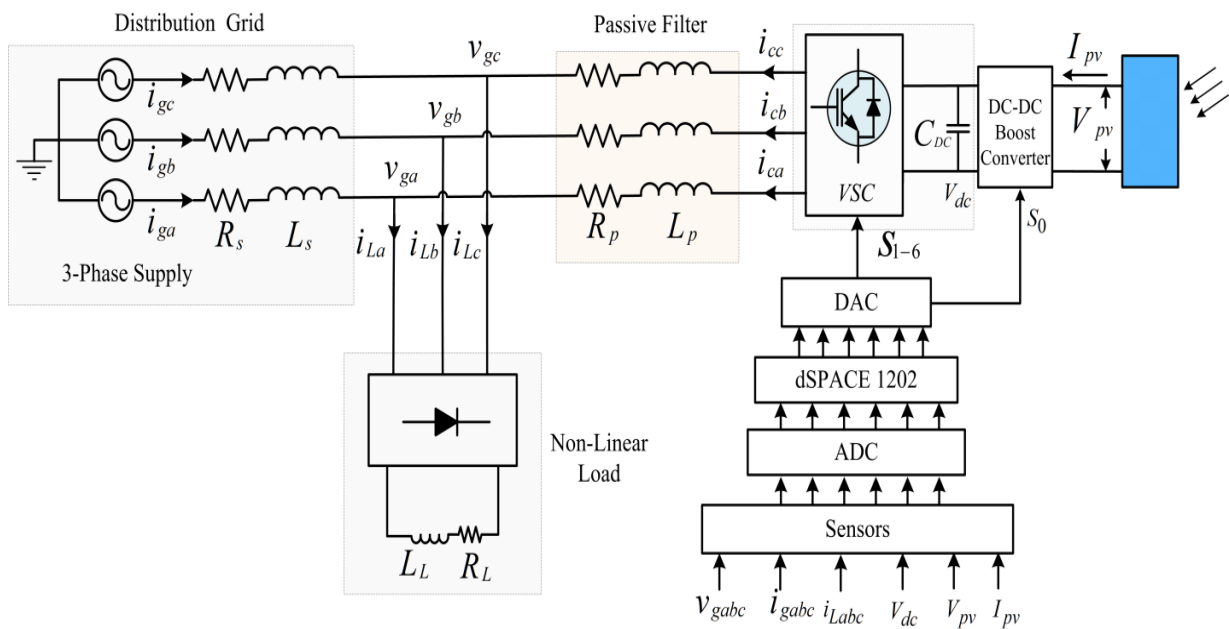 Distribution Grid
Passive Filter
v_gc
v_gb
v_ga
i_gc
i_gb
i_ga
R_s
L_s
3-Phase Supply
i_La
i_Lb
i_Lc
R_p
L_p
i_cc
i_cb
i_ca
VSC
C_DC
V_dc
DC-DC
Boost
Converter
I_pv
V_pv
S_0
S_1-6
DAC
dSPACE 1202
ADC
Sensors
v_gabc
i_gabc
i_Labc
V_dc
V_pv
I_pv
Non-Linear
Load
L_L
R_L